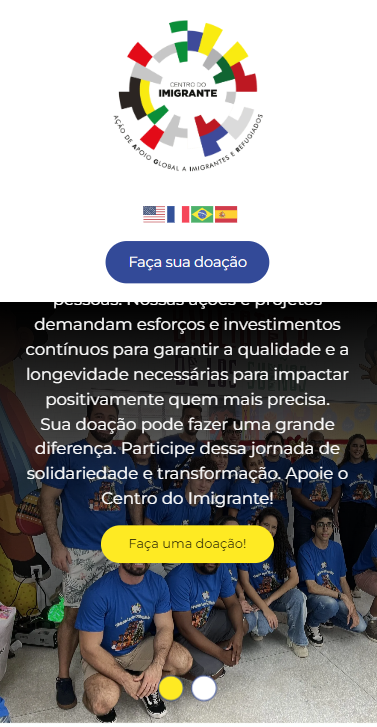 CENTRO DO
IMIGRANTE
AÇÃO DE APOIO GLOBAL A IMIGRANTES E REFUGIADOS
Faça sua doação
pessoas. Nossas ações e projetos
demandam esforços e investimentos
contínuos para garantir a qualidade e a
longevidade necessárias para impactar
positivamente quem mais precisa.
Sua doação pode fazer uma grande
diferença. Participe dessa jornada de
solidariedade e transformação. Apoie o
Centro do Imigrante!
Faça uma doação!